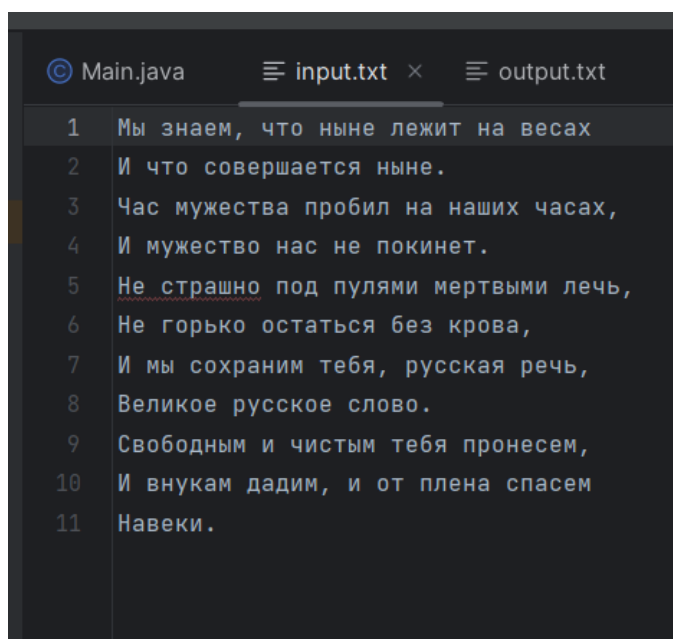 Main.java input.txt × output.txt
1 Мы знаем, что ныне лежит на весах
2 И что совершается ныне.
3 Час мужества пробил на наших часах,
4 И мужество нас не покинет.
5 Не страшно под пулями мертвыми лечь,
6 Не горько остаться без крова,
7 И мы сохраним тебя, русская речь,
8 Великое русское слово.
9 Свободным и чистым тебя пронесем,
10 И внукам дадим, и от плена спасем
11 Навеки.